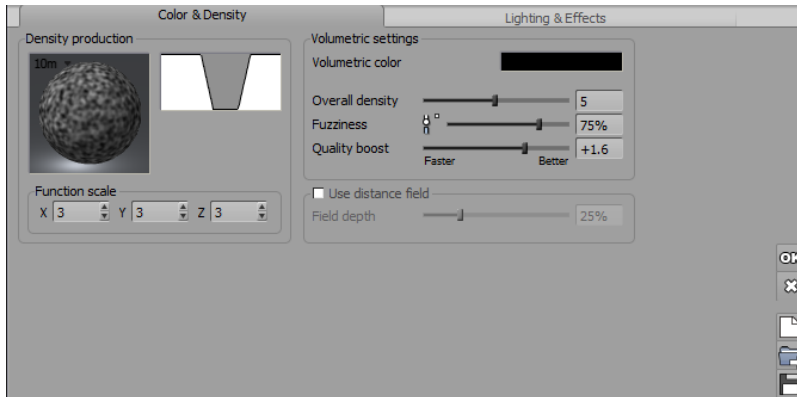 Color & Density
Lighting & Effects
Density production
10m
Function scale
X 3 Y 3 Z 3
Volumetric settings
Volumetric color
Overall density 5
Fuzziness 75%
Quality boost +1.6
Faster Better
Use distance field
Field depth 25%